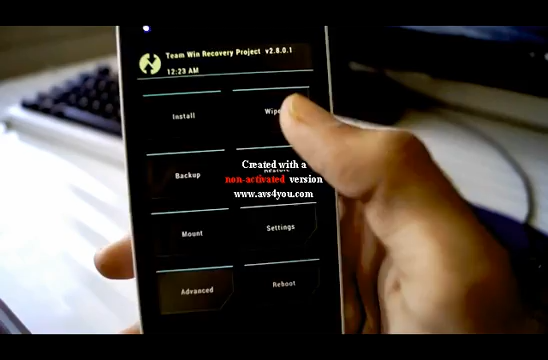 Team Win Recovery Project v2.8.0.1
12:23 AM
Install
Backup
Created with a
non-activated version
www.avs4you.com
Mount
Settings
Advanced
Reboot